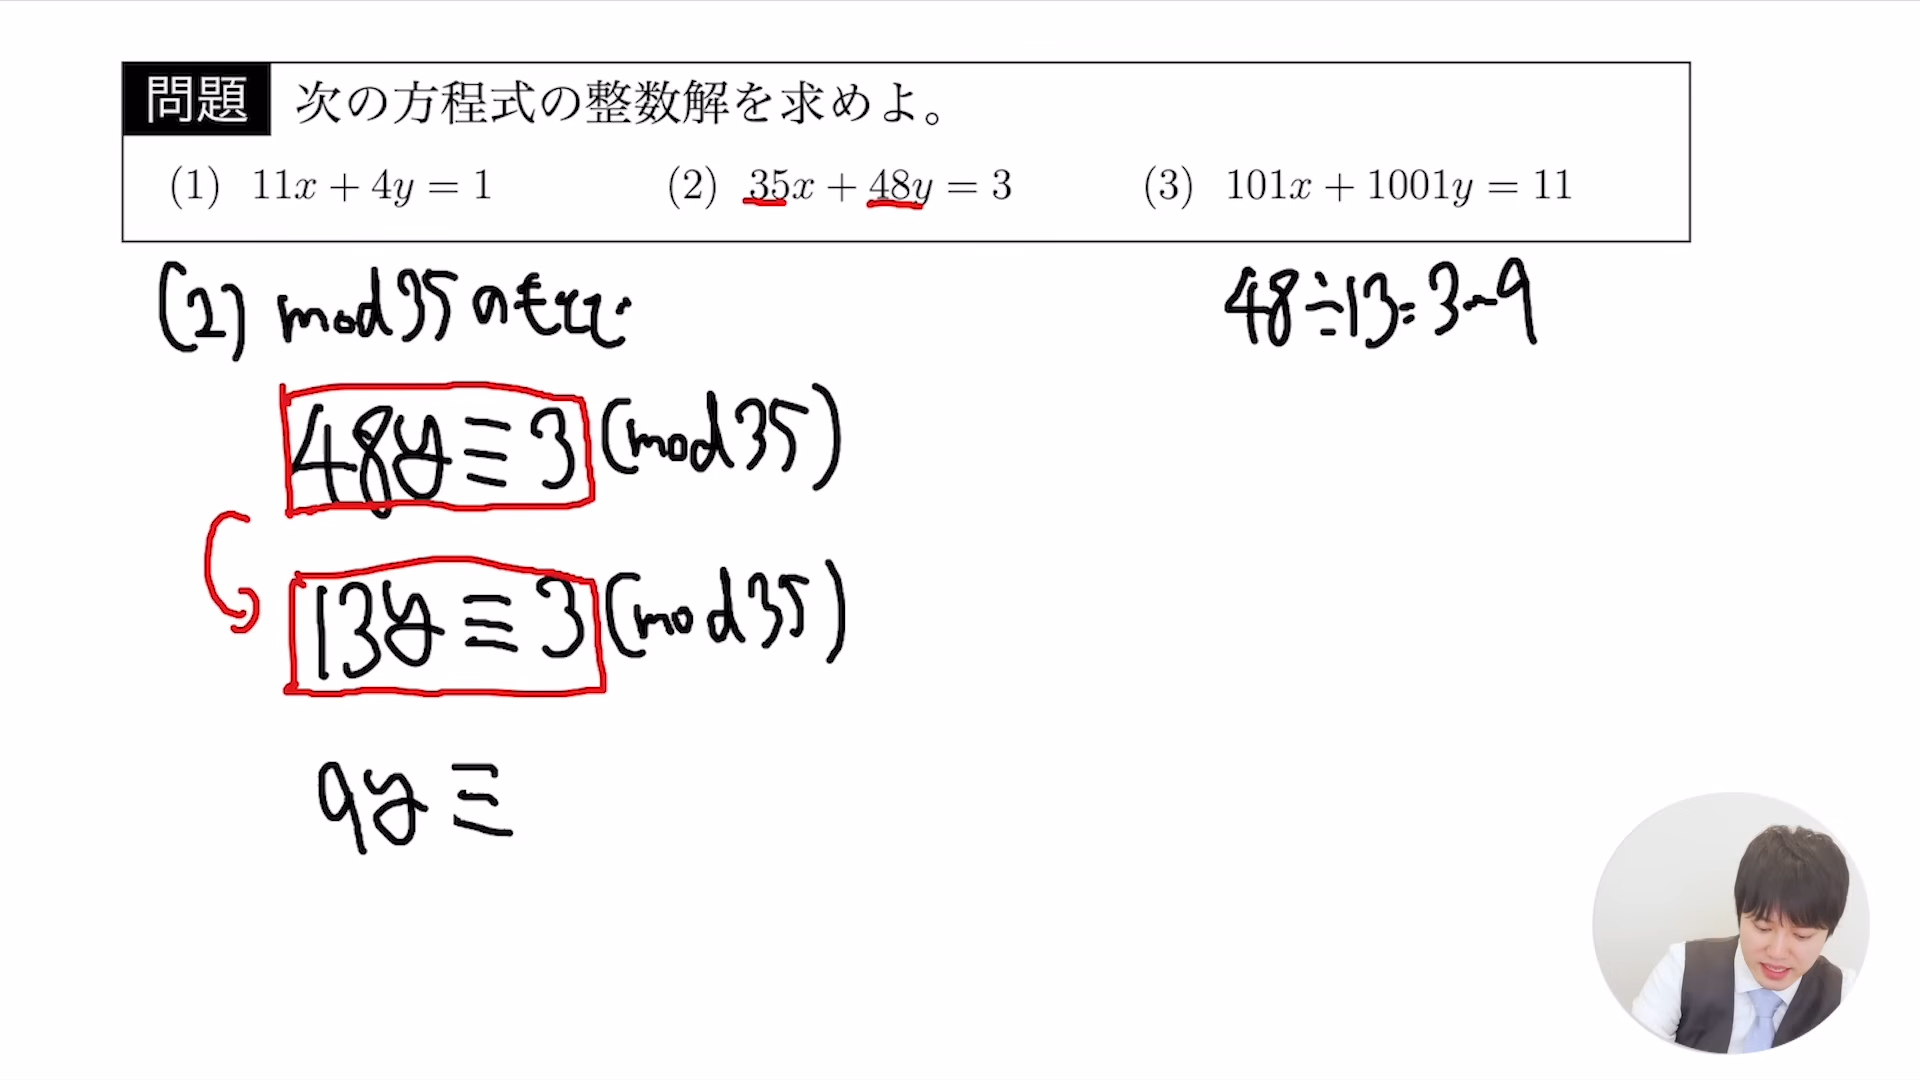 問題 次の方程式の整数解を求めよ。
(1) 11x + 4y = 1 (2) 35x + 48y = 3 (3) 101x + 1001y = 11
(2) mod35のもとで
48÷13=3…9
48y≡3(mod35)
13y≡3(mod35)
9y≡